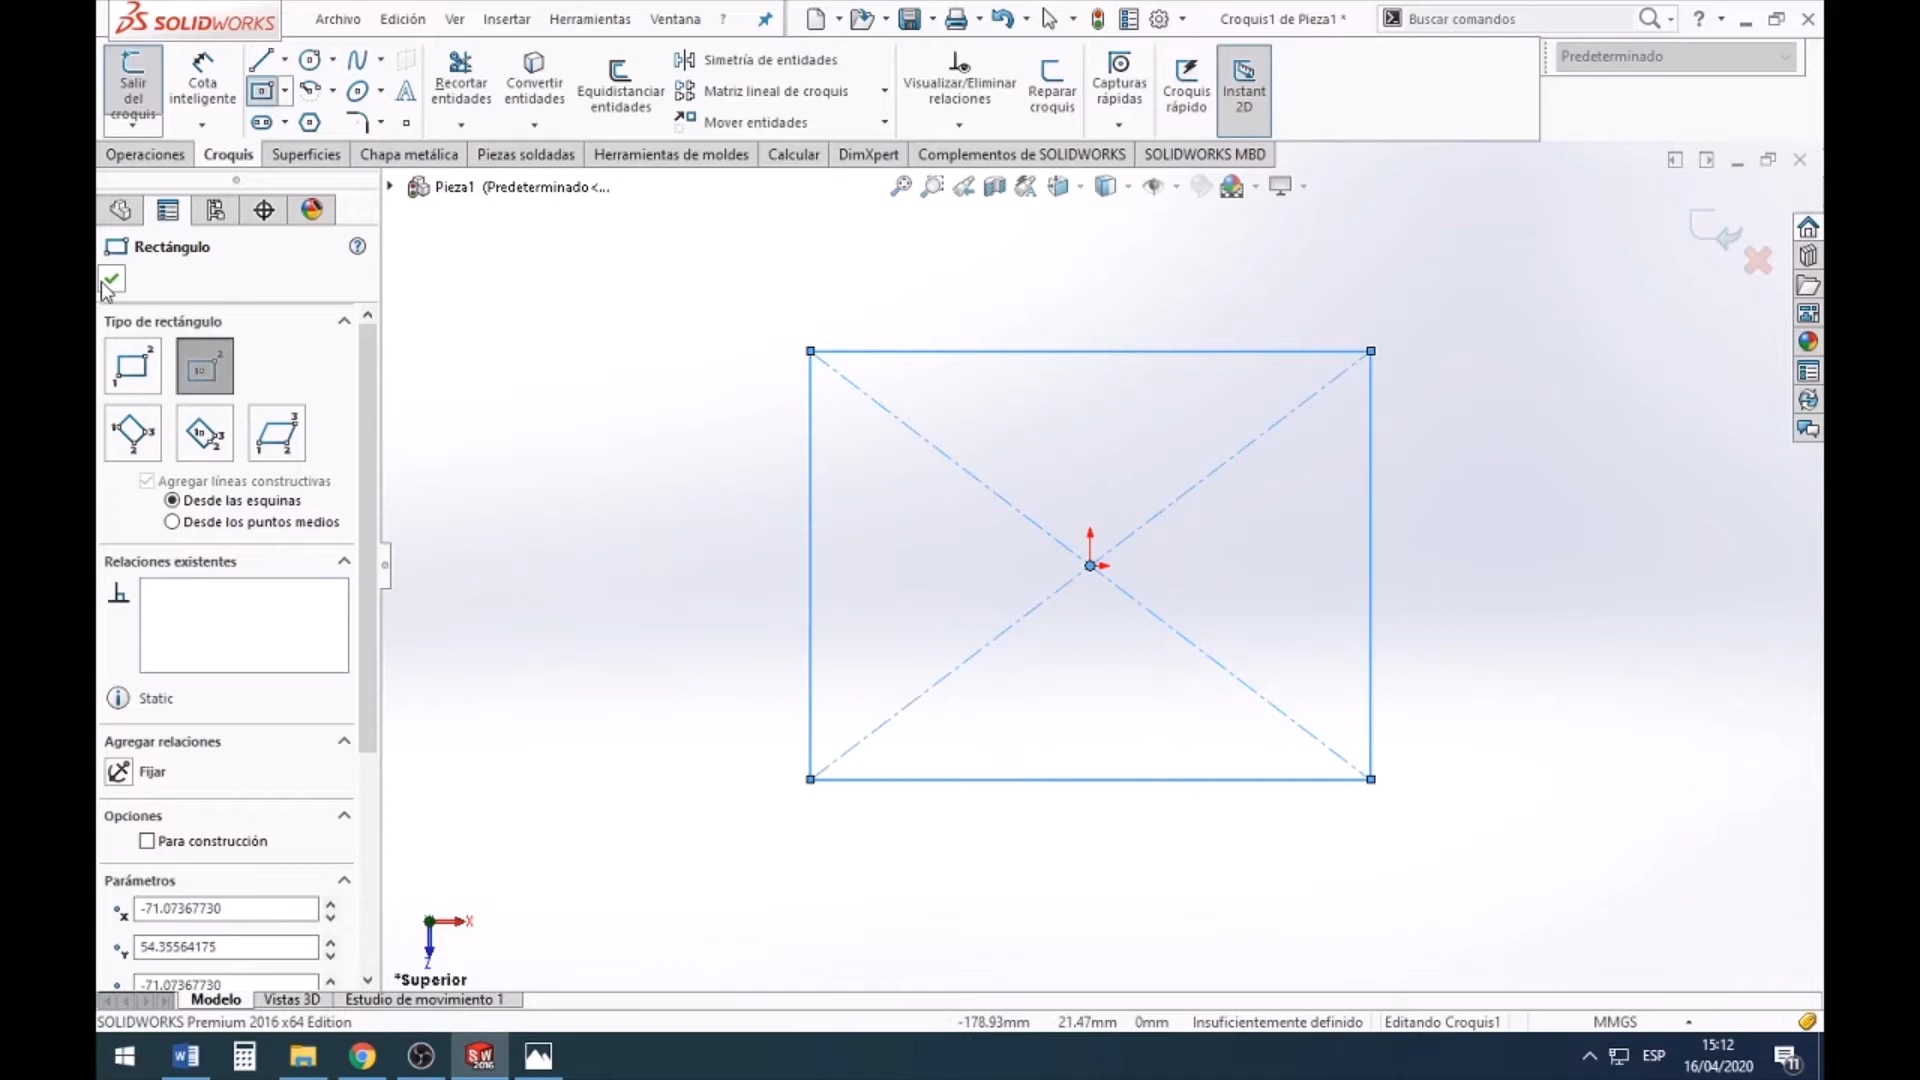 SOLIDWORKS
Archivo Edición Ver Insertar Herramientas Ventana ?
Croquis1 de Pieza1 *
Buscar comandos
?
Salir del croquis
Cota inteligente
Recortar entidades
Convertir entidades
Equidistanciar entidades
Simetría de entidades
Matriz lineal de croquis
Mover entidades
Visualizar/Eliminar relaciones
Reparar croquis
Capturas rápidas
Croquis rápido
Instant 2D
Predeterminado
Operaciones Croquis Superficies Chapa metálica Piezas soldadas Herramientas de moldes Calcular DimXpert Complementos de SOLIDWORKS SOLIDWORKS MBD
Pieza1 (Predeterminado<...
Rectángulo
Tipo de rectángulo
Agregar líneas constructivas
Desde las esquinas
Desde los puntos medios
Relaciones existentes
Static
Agregar relaciones
Fijar
Opciones
Para construcción
Parámetros
-71.07367730
54.35564175
-71.07367730
X
Z
*Superior
Modelo Vistas 3D Estudio de movimiento 1
SOLIDWORKS Premium 2016 x64 Edition
-178.93mm 21.47mm 0mm Insuficientemente definido Editando Croquis1 MMGS
ESP
15:12
16/04/2020
11